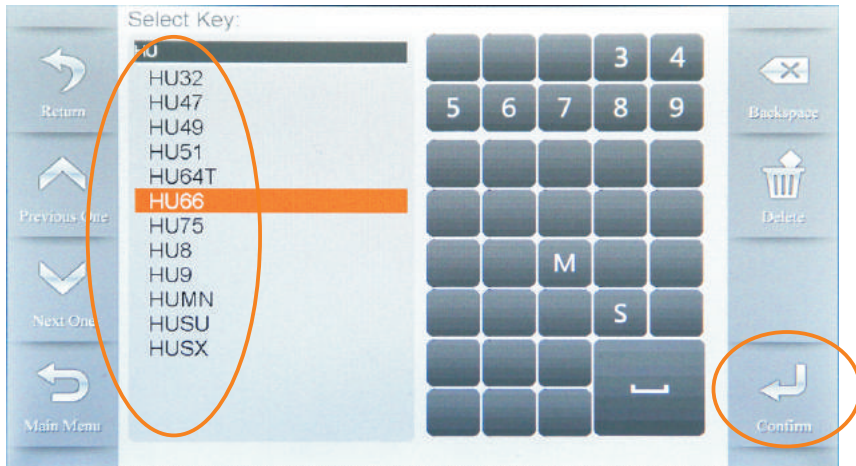 Select Key:
HU
HU32
HU47
HU49
HU51
HU64T
HU66
HU75
HU8
HU9
HUMN
HUSU
HUSX
3 4
5 6 7 8 9
M
S
Return
Previous One
Next One
Main Menu
Backspace
Delete
Confirm